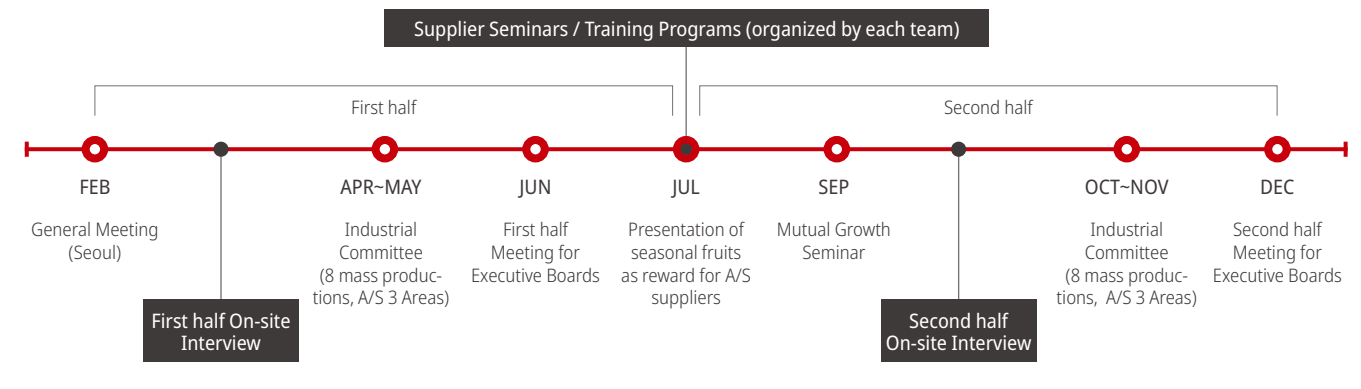 Supplier Seminars / Training Programs (organized by each team)
First half
Second half
FEB
General Meeting
(Seoul)
First half On-site
Interview
APR~MAY
Industrial
Committee
(8 mass produc-
tions, A/S 3 Areas)
JUN
First half
Meeting for
Executive Boards
JUL
Presentation of
seasonal fruits
as reward for A/S
suppliers
SEP
Mutual Growth
Seminar
Second half
On-site Interview
OCT~NOV
Industrial
Committee
(8 mass produc-
tions, A/S 3 Areas)
DEC
Second half
Meeting for
Executive Boards